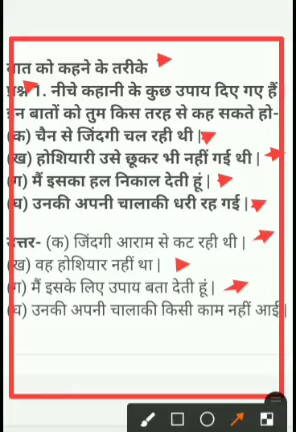 बात को कहने के तरीके
प्रश्न 1. नीचे कहानी के कुछ उपाय दिए गए हैं
इन बातों को तुम किस तरह से कह सकते हो-
(क) चैन से जिंदगी चल रही थी|
(ख) होशियारी उसे छूकर भी नहीं गई थी |
(ग) मैं इसका हल निकाल देती हूं |
(घ) उनकी अपनी चालाकी धरी रह गई |
उत्तर- (क) जिंदगी आराम से कट रही थी |
(ख) वह होशियार नहीं था |
(ग) मैं इसके लिए उपाय बता देती हूं |
(घ) उनकी अपनी चालाकी किसी काम नहीं आई |